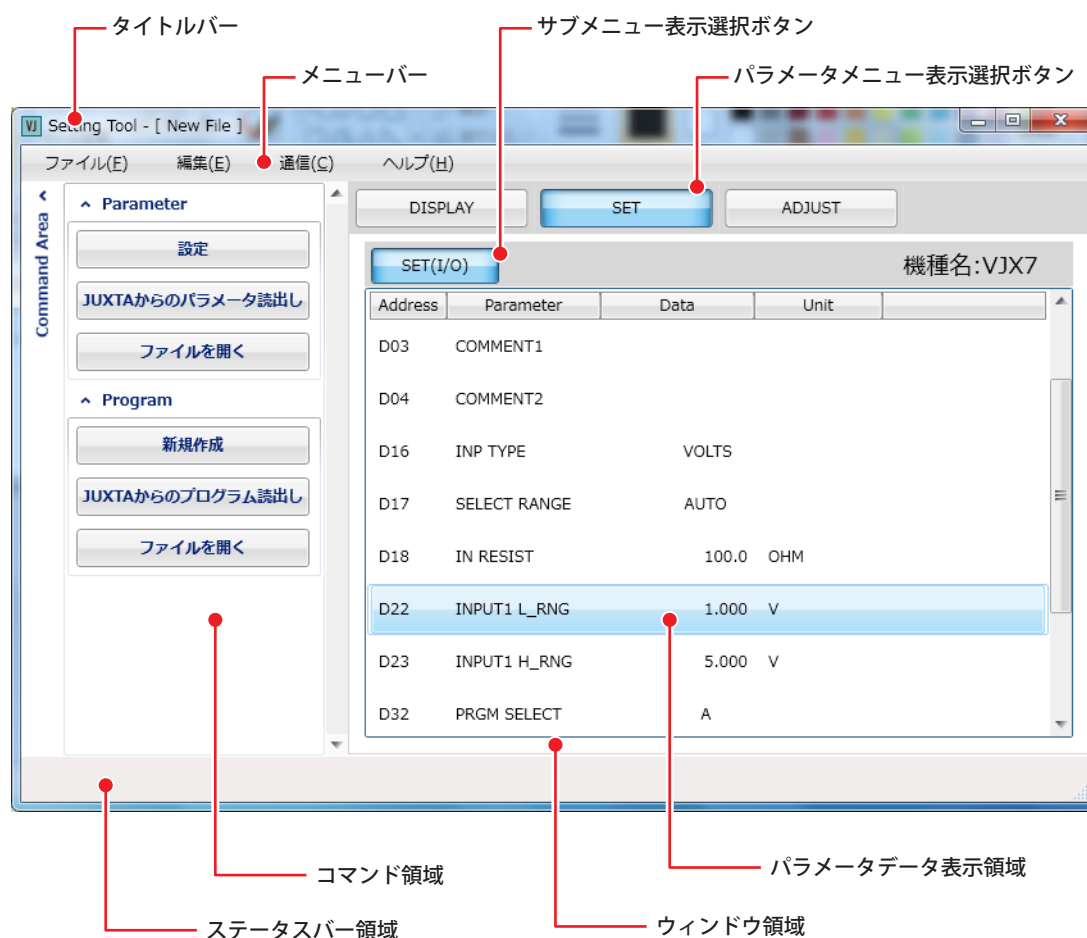 タイトルバー
サブメニュー表示選択ボタン
メニューバー
パラメータメニュー表示選択ボタン
VJ Setting Tool - [ New File ]
ファイル(F) 編集(E) 通信(C) ヘルプ(H)
Command Area
Parameter
設定
JUXTAからのパラメータ読出し
ファイルを開く
Program
新規作成
JUXTAからのプログラム読出し
ファイルを開く
DISPLAY SET ADJUST
SET(I/O) 機種名:VJX7
Address Parameter Data Unit
D03 COMMENT1
D04 COMMENT2
D16 INP TYPE VOLTS
D17 SELECT RANGE AUTO
D18 IN RESIST 100.0 OHM
D22 INPUT1 L_RNG 1.000 V
D23 INPUT1 H_RNG 5.000 V
D32 PRGM SELECT A
コマンド領域
パラメータデータ表示領域
ステータスバー領域
ウィンドウ領域